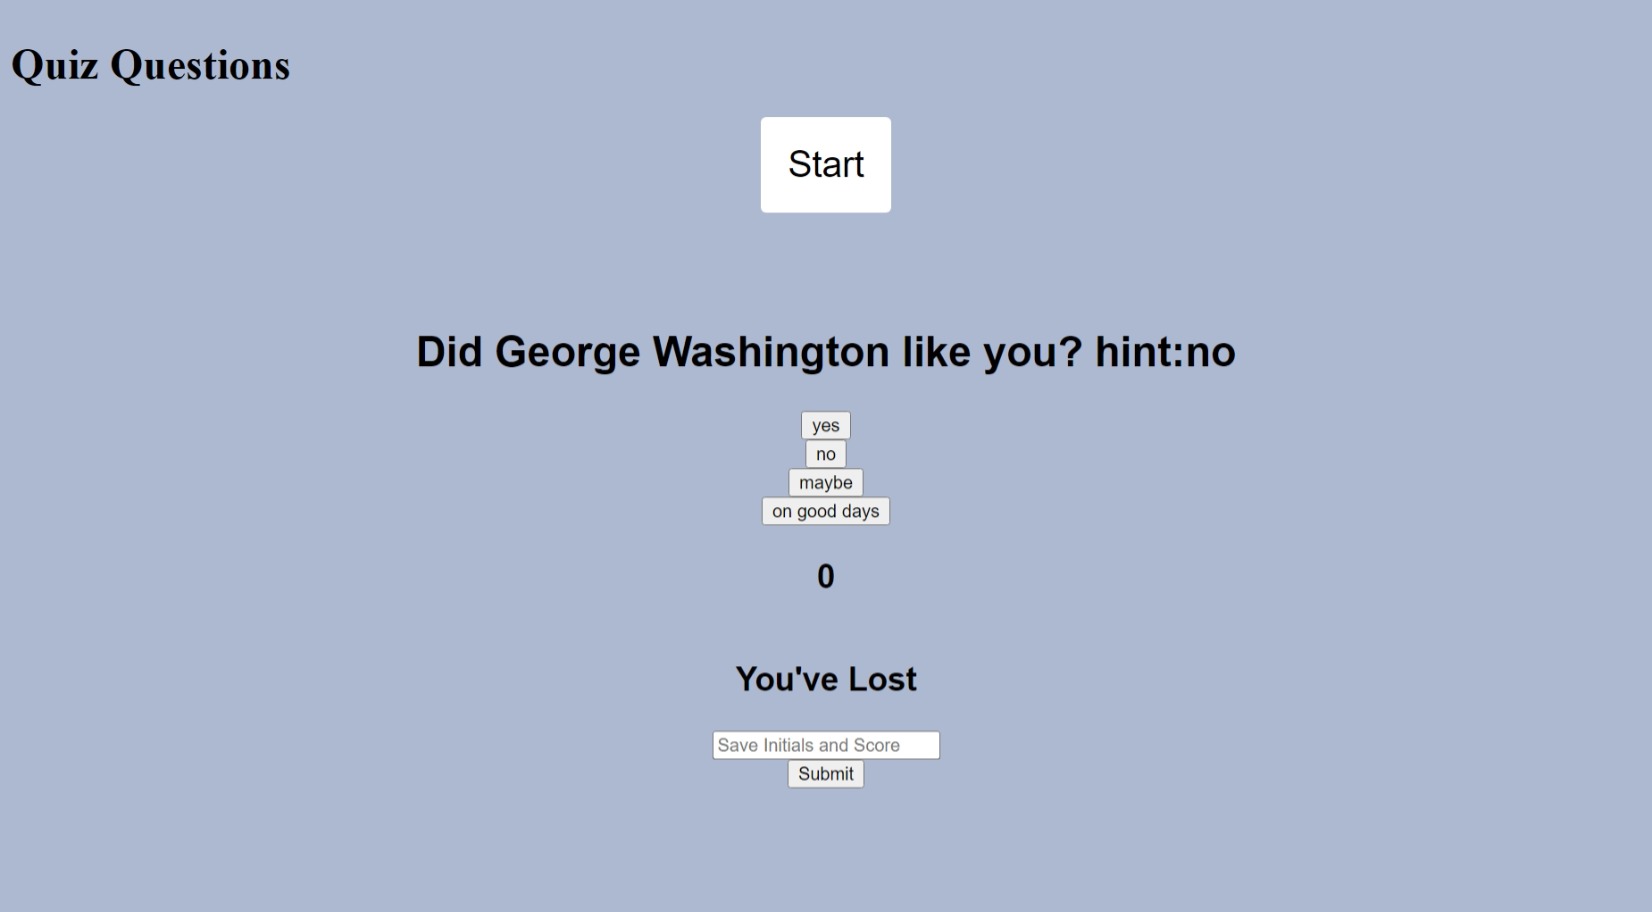 Quiz Questions
Start
Did George Washington like you? hint:no
yes
no
maybe
on good days
0
You've Lost
Save Initials and Score
Submit